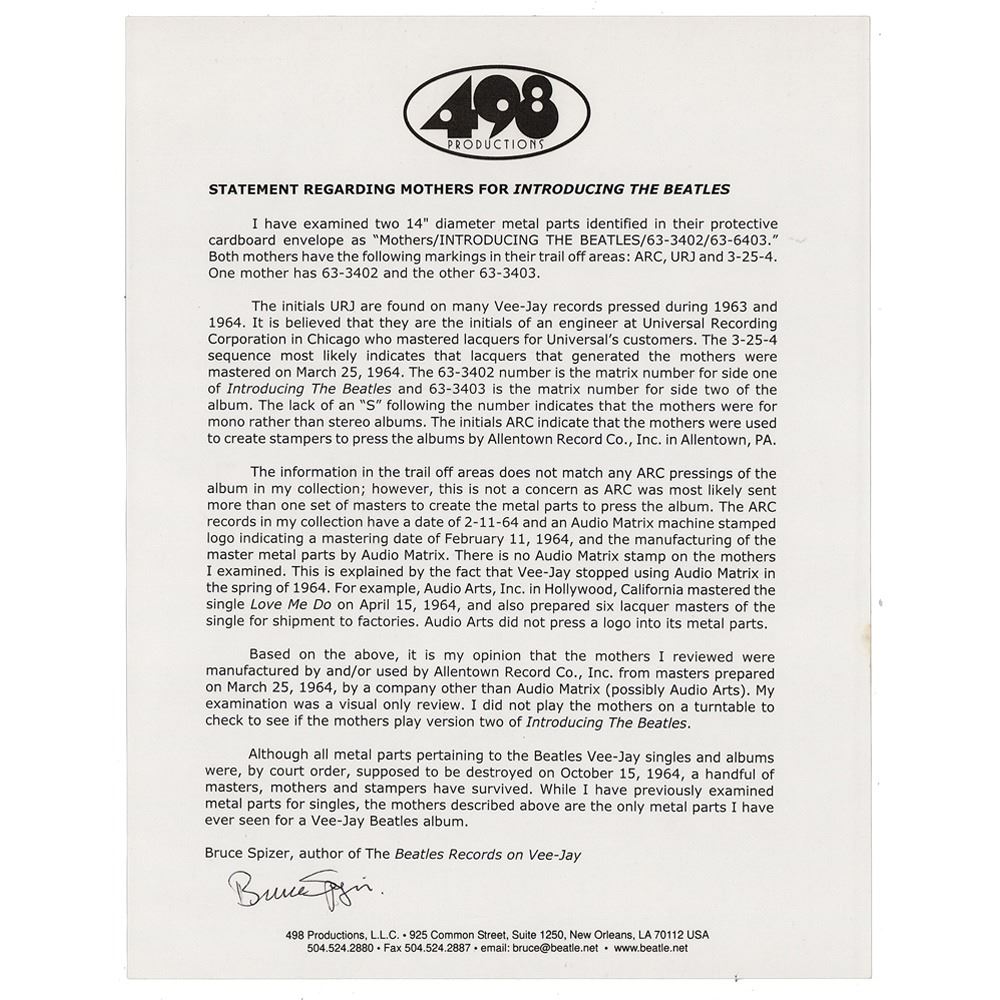 498
PRODUCTIONS
STATEMENT REGARDING MOTHERS FOR INTRODUCING THE BEATLES
I have examined two 14" diameter metal parts identified in their protective
cardboard envelope as "Mothers/INTRODUCING THE BEATLES/63-3402/63-6403."
Both mothers have the following markings in their trail off areas: ARC, URJ and 3-25-4.
One mother has 63-3402 and the other 63-3403.
The initials URJ are found on many Vee-Jay records pressed during 1963 and
1964. It is believed that they are the initials of an engineer at Universal Recording
Corporation in Chicago who mastered lacquers for Universal's customers. The 3-25-4
sequence most likely indicates that lacquers that generated the mothers were
mastered on March 25, 1964. The 63-3402 number is the matrix number for side one
of Introducing The Beatles and 63-3403 is the matrix number for side two of the
album. The lack of an "S" following the number indicates that the mothers were for
mono rather than stereo albums. The initials ARC indicate that the mothers were used
to create stampers to press the albums by Allentown Record Co., Inc. in Allentown, PA.
The information in the trail off areas does not match any ARC pressings of the
album in my collection; however, this is not a concern as ARC was most likely sent
more than one set of masters to create the metal parts to press the album. The ARC
records in my collection have a date of 2-11-64 and an Audio Matrix machine stamped
logo indicating a mastering date of February 11, 1964, and the manufacturing of the
master metal parts by Audio Matrix. There is no Audio Matrix stamp on the mothers
I examined. This is explained by the fact that Vee-Jay stopped using Audio Matrix in
the spring of 1964. For example, Audio Arts, Inc. in Hollywood, California mastered the
single Love Me Do on April 15, 1964, and also prepared six lacquer masters of the
single for shipment to factories. Audio Arts did not press a logo into its metal parts.
Based on the above, it is my opinion that the mothers I reviewed were
manufactured by and/or used by Allentown Record Co., Inc. from masters prepared
on March 25, 1964, by a company other than Audio Matrix (possibly Audio Arts). My
examination was a visual only review. I did not play the mothers on a turntable to
check to see if the mothers play version two of Introducing The Beatles.
Although all metal parts pertaining to the Beatles Vee-Jay singles and albums
were, by court order, supposed to be destroyed on October 15, 1964, a handful of
masters, mothers and stampers have survived. While I have previously examined
metal parts for singles, the mothers described above are the only metal parts I have
ever seen for a Vee-Jay Beatles album.
Bruce Spizer, author of The Beatles Records on Vee-Jay
Bruce Spizer
498 Productions, L.L.C. • 925 Common Street, Suite 1250, New Orleans, LA 70112 USA
504.524.2880 • Fax 504.524.2887 • email: bruce@beatle.net • www.beatle.net